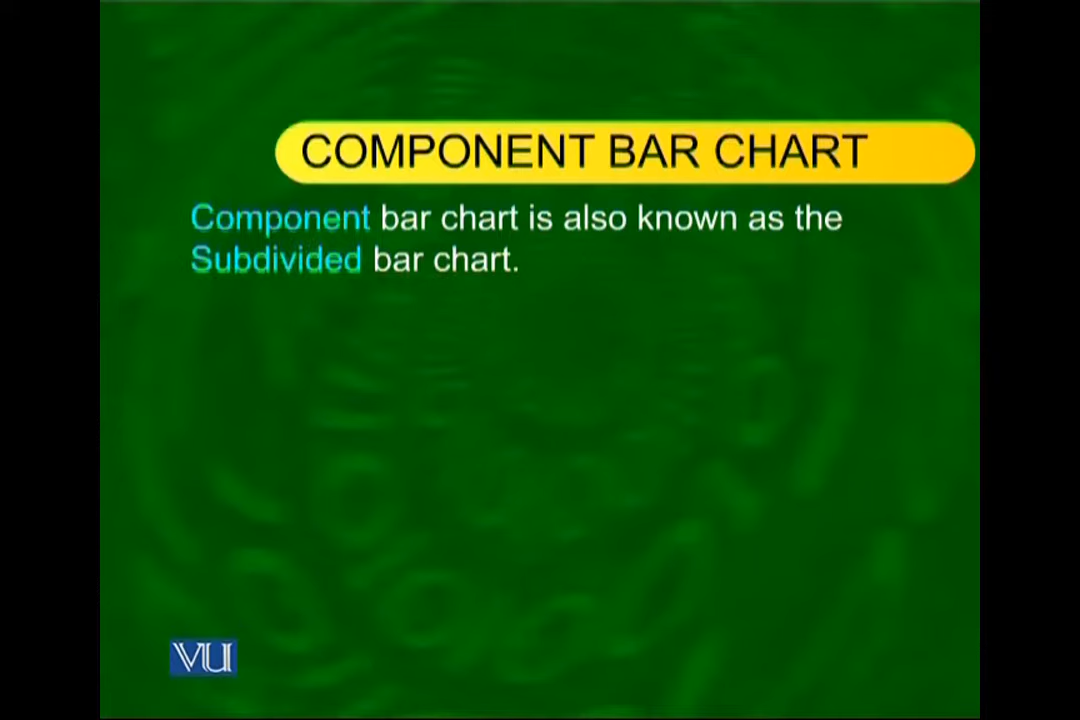 COMPONENT BAR CHART
Component bar chart is also known as the
Subdivided bar chart.
VU